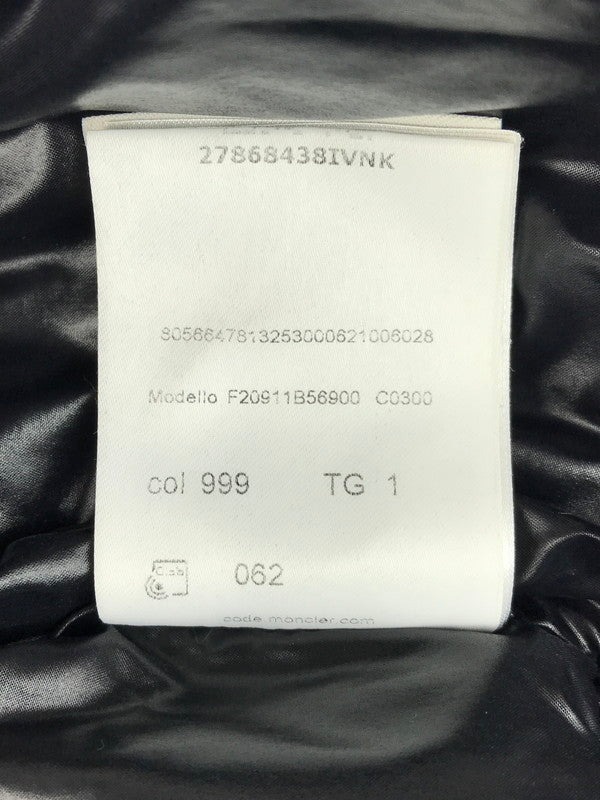 27868438IVNK
8056647813253000621006028
Modello F20911B56900 C0300
col 999 TG 1
062
code.moncler.com